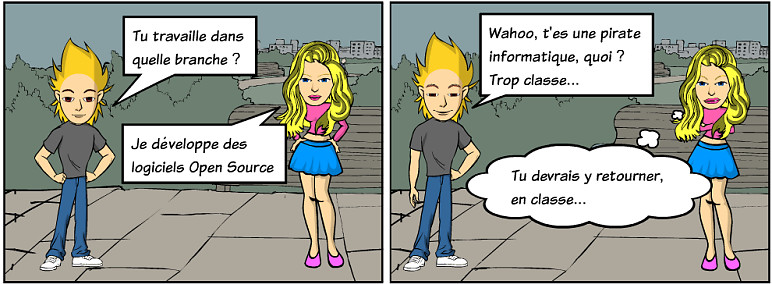 Tu travaille dans
quelle branche ?
Je développe des
logiciels Open Source
Wahoo, t'es une pirate
informatique, quoi ?
Trop classe...
Tu devrais y retourner,
en classe...